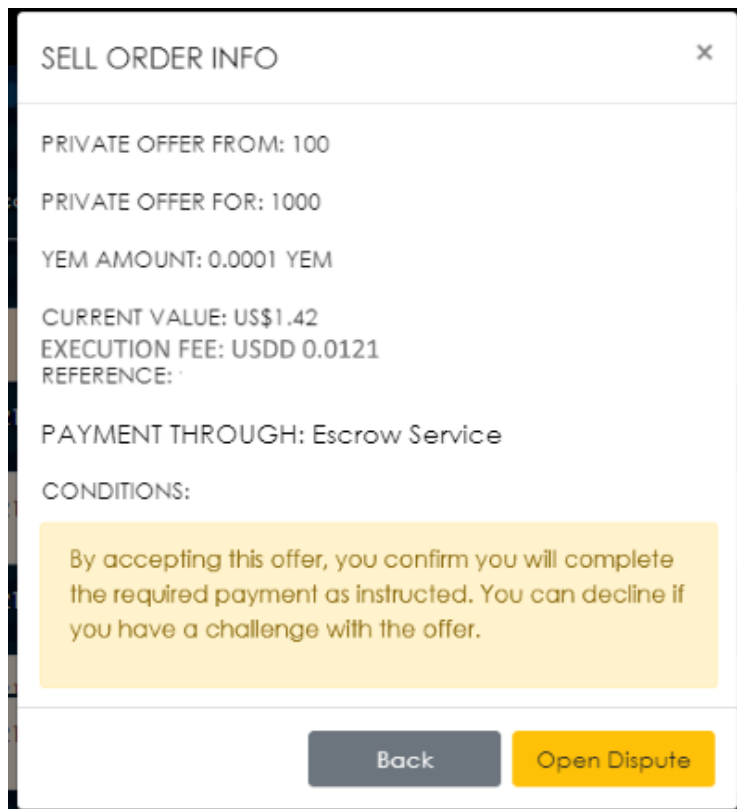 SELL ORDER INFO ×
PRIVATE OFFER FROM: 100
PRIVATE OFFER FOR: 1000
YEM AMOUNT: 0.0001 YEM
CURRENT VALUE: US$1.42
EXECUTION FEE: USDD 0.0121
REFERENCE:
PAYMENT THROUGH: Escrow Service
CONDITIONS:
By accepting this offer, you confirm you will complete
the required payment as instructed. You can decline if
you have a challenge with the offer.
Back Open Dispute